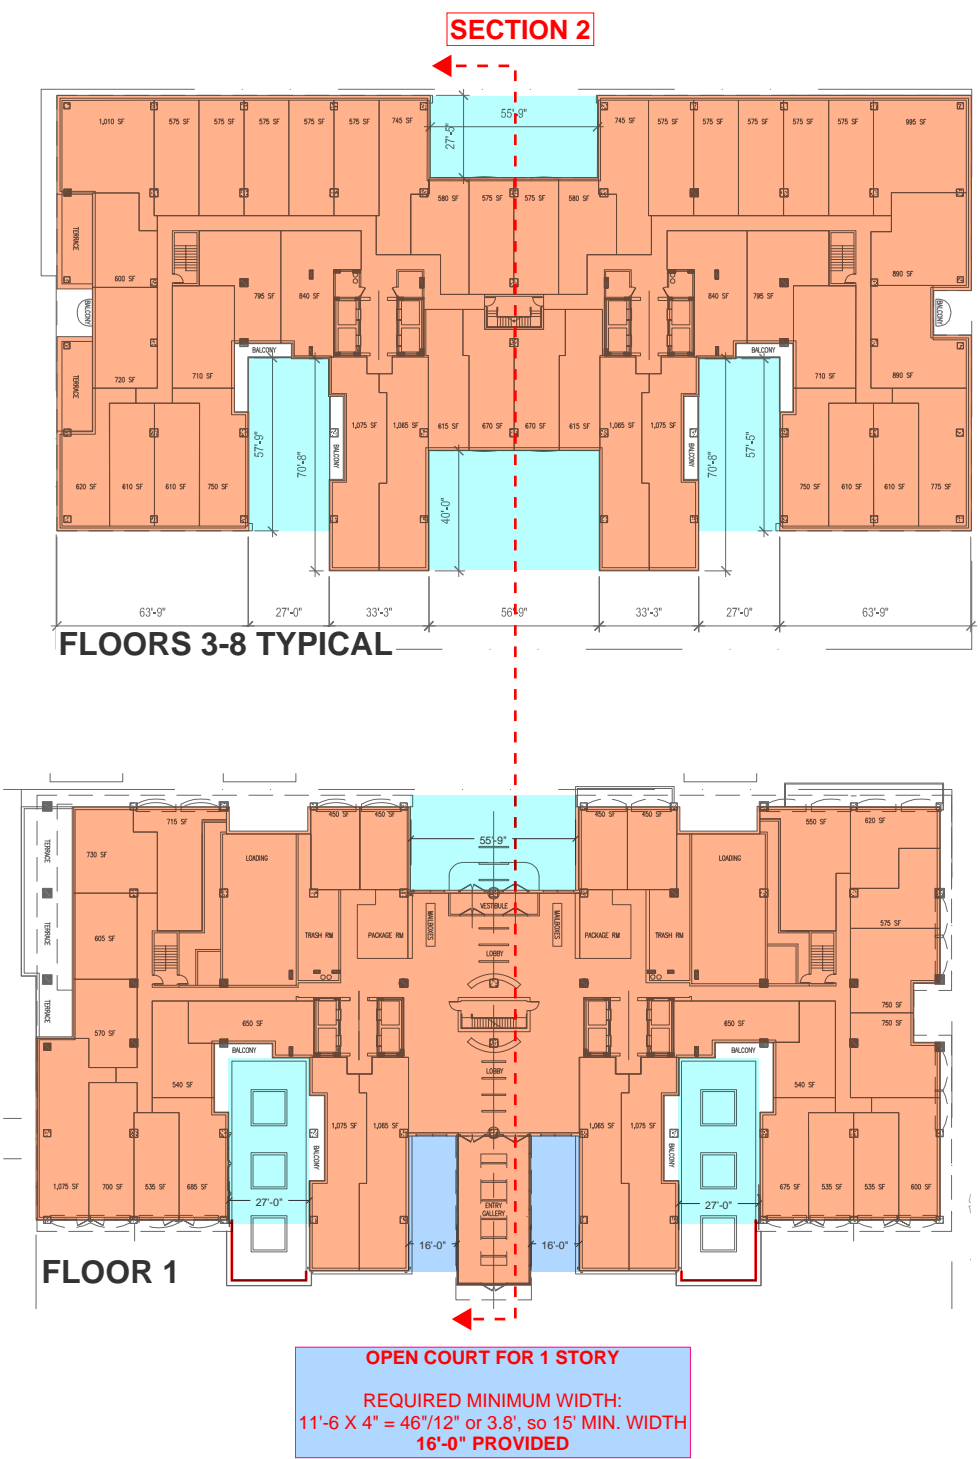 SECTION 2
55'-9"
27'-5"
1,010 SF
575 SF
575 SF
575 SF
575 SF
575 SF
745 SF
745 SF
575 SF
575 SF
575 SF
575 SF
575 SF
995 SF
580 SF
575 SF
575 SF
580 SF
TERRACE
600 SF
795 SF
840 SF
840 SF
795 SF
890 SF
BALCONY
BALCONY
BALCONY
BALCONY
TERRACE
720 SF
710 SF
710 SF
890 SF
57'-9"
70'-8"
BALCONY
1,075 SF
1,065 SF
615 SF
670 SF
670 SF
615 SF
1,065 SF
1,075 SF
BALCONY
70'-8"
57'-5"
620 SF
610 SF
610 SF
750 SF
40'-0"
750 SF
610 SF
610 SF
775 SF
63'-9"
27'-0"
33'-3"
56'-9"
33'-3"
27'-0"
63'-9"
FLOORS 3-8 TYPICAL
715 SF
450 SF
450 SF
55'-9"
450 SF
450 SF
550 SF
620 SF
TERRACE
730 SF
LOADING
LOADING
VESTIBULE
TERRACE
605 SF
TRASH RM
PACKAGE RM
MAILBOXES
LOBBY
MAILBOXES
PACKAGE RM
TRASH RM
575 SF
TERRACE
570 SF
650 SF
650 SF
750 SF
750 SF
BALCONY
BALCONY
540 SF
LOBBY
540 SF
1,075 SF
1,065 SF
1,065 SF
1,075 SF
BALCONY
BALCONY
1,075 SF
700 SF
535 SF
685 SF
27'-0"
ENTRY
GALLERY
27'-0"
675 SF
535 SF
535 SF
600 SF
16'-0"
16'-0"
FLOOR 1
OPEN COURT FOR 1 STORY
REQUIRED MINIMUM WIDTH:
11'-6 X 4" = 46"/12" or 3.8', so 15' MIN. WIDTH
16'-0" PROVIDED